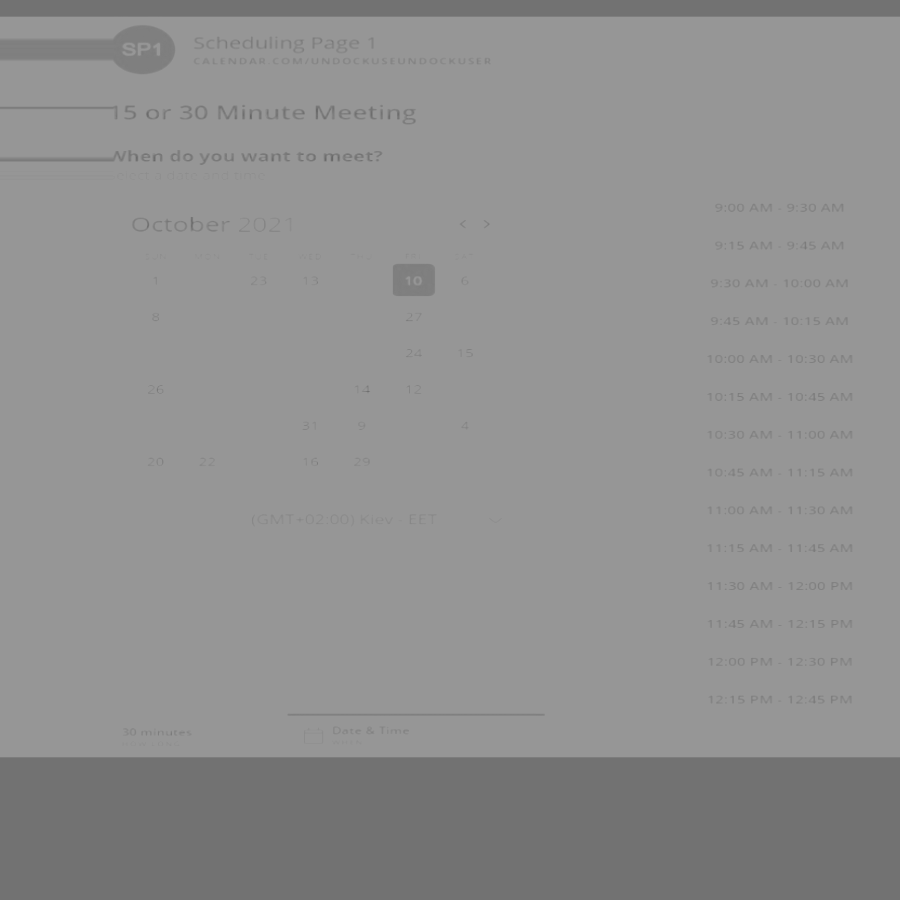 SP1
Scheduling Page 1
CALENDAR.COM/UNDOCKUSEUNDOCKUSER
15 or 30 Minute Meeting
When do you want to meet?
October 2021 < >
1 23 13 10 6
8 27
24 15
26 14 12
31 9 4
20 22 16 29
(GMT+02:00) Kiev - EET
9:00 AM - 9:30 AM
9:15 AM - 9:45 AM
9:30 AM - 10:00 AM
9:45 AM - 10:15 AM
10:00 AM - 10:30 AM
10:15 AM - 10:45 AM
10:30 AM - 11:00 AM
10:45 AM - 11:15 AM
11:00 AM - 11:30 AM
11:15 AM - 11:45 AM
11:30 AM - 12:00 PM
11:45 AM - 12:15 PM
12:00 PM - 12:30 PM
12:15 PM - 12:45 PM
30 minutes
Date & Time